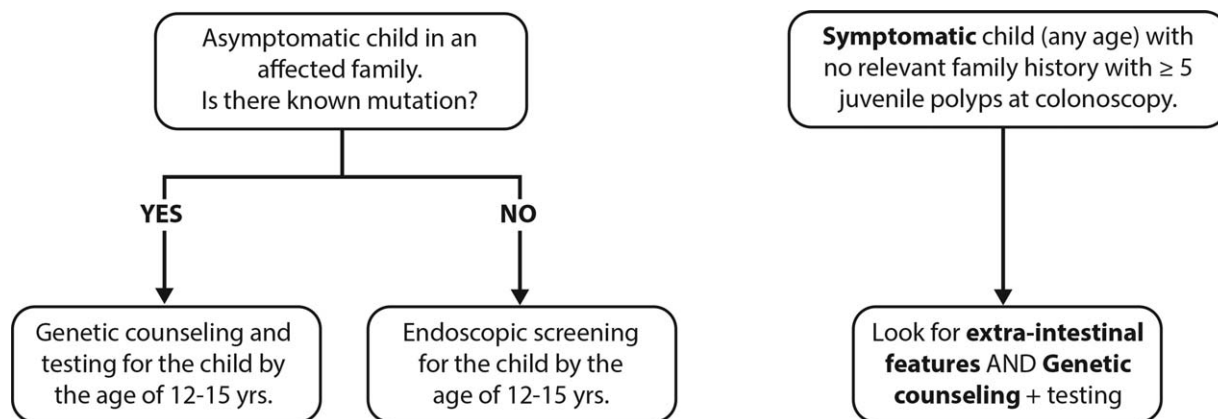 Asymptomatic child in an
affected family.
Is there known mutation?
YES
NO
Genetic counseling and
testing for the child by
the age of 12-15 yrs.
Endoscopic screening
for the child by the
age of 12-15 yrs.
Symptomatic child (any age) with
no relevant family history with ≥ 5
juvenile polyps at colonoscopy.
Look for extra-intestinal
features AND Genetic
counseling + testing